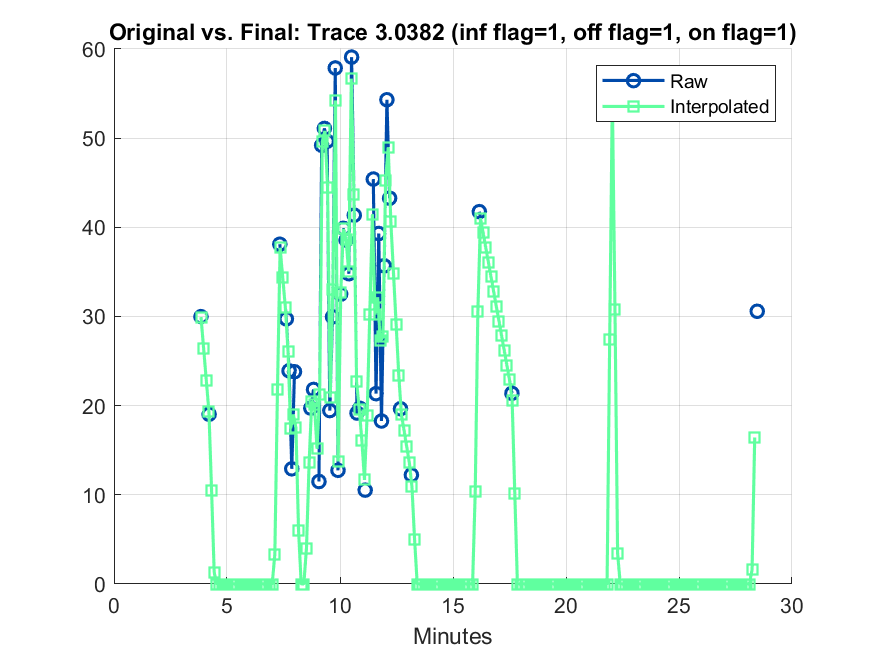 Original vs. Final: Trace 3.0382 (inf flag=1, off flag=1, on flag=1)
60
50
40
30
20
10
0
Raw
Interpolated
0 5 10 15 20 25 30
Minutes